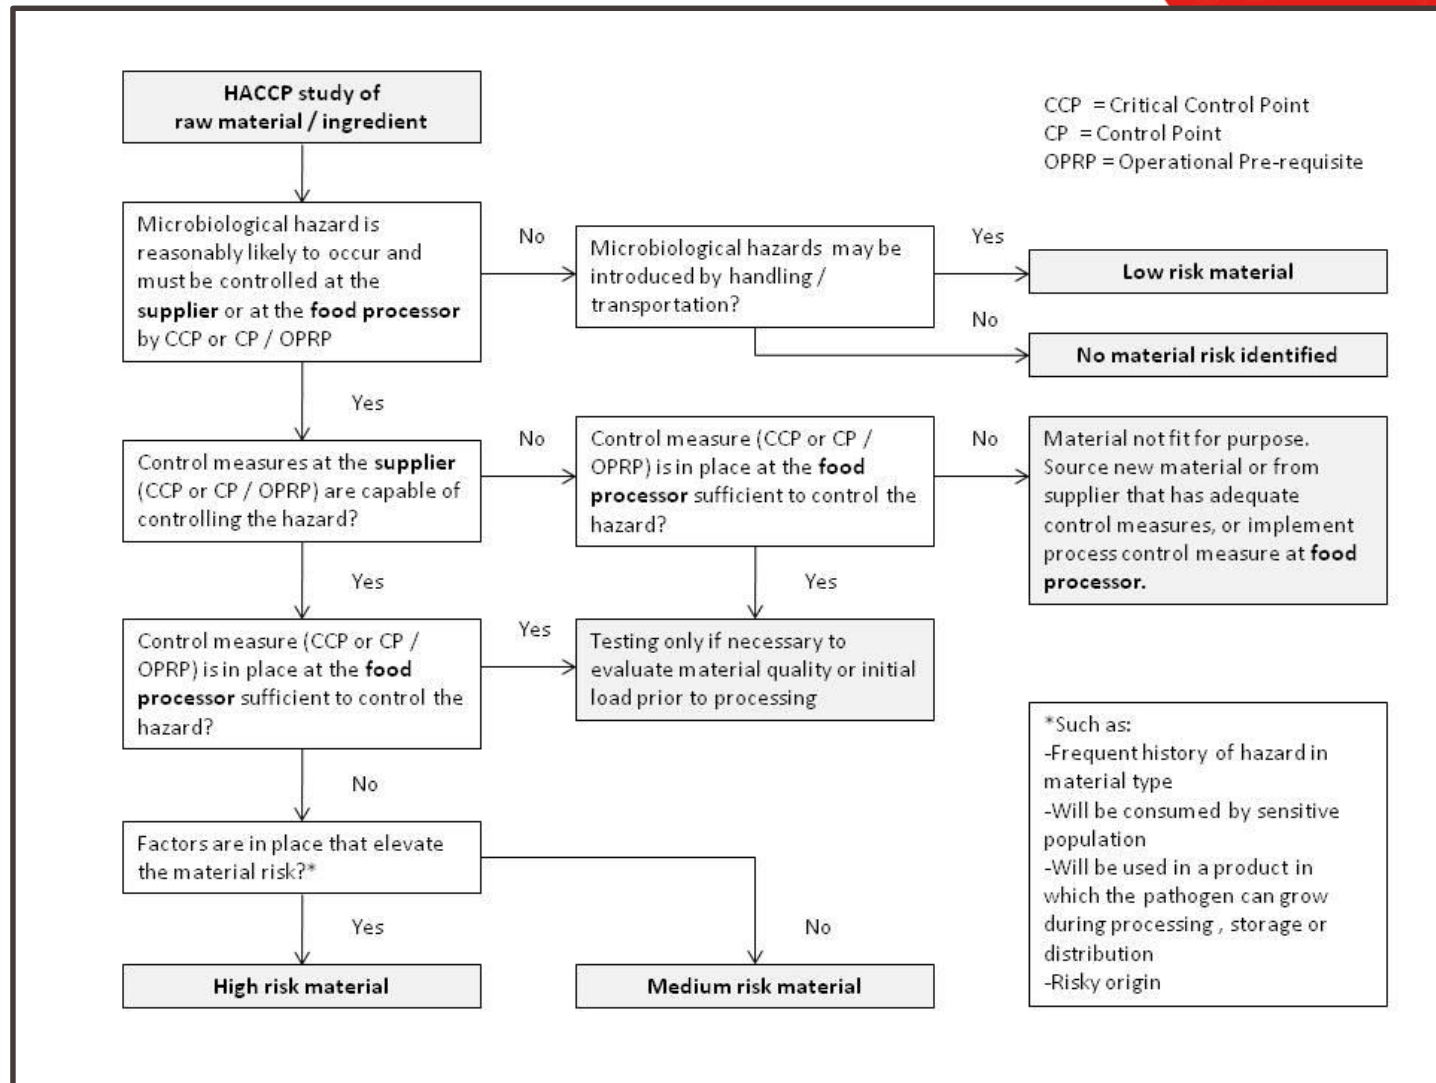 HACCP study of
raw material / ingredient
CCP = Critical Control Point
CP = Control Point
OPRP = Operational Pre-requisite
Microbiological hazard is
reasonably likely to occur and
must be controlled at the
supplier or at the food processor
by CCP or CP / OPRP
No
Microbiological hazards may be
introduced by handling /
transportation?
Yes
Low risk material
No
No material risk identified
Yes
Control measures at the supplier
(CCP or CP / OPRP) are capable of
controlling the hazard?
No
Control measure (CCP or CP /
OPRP) is in place at the food
processor sufficient to control the
hazard?
No
Material not fit for purpose.
Source new material or from
supplier that has adequate
control measures, or implement
process control measure at food
processor.
Yes
Yes
Control measure (CCP or CP /
OPRP) is in place at the food
processor sufficient to control the
hazard?
Yes
Testing only if necessary to
evaluate material quality or initial
load prior to processing
No
Factors are in place that elevate
the material risk?*
Yes
No
High risk material
Medium risk material
*Such as:
-Frequent history of hazard in
material type
-Will be consumed by sensitive
population
-Will be used in a product in
which the pathogen can grow
during processing , storage or
distribution
-Risky origin